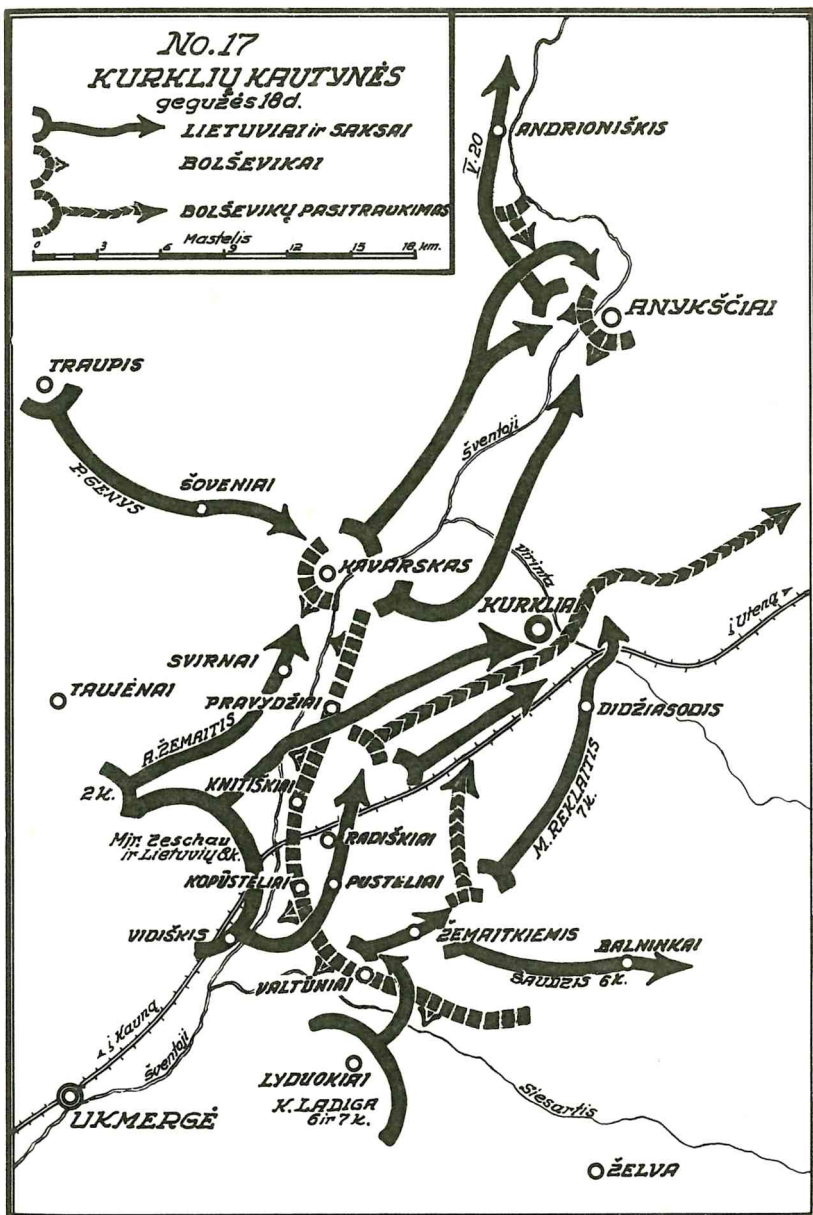 No.17
KURKLIŲ KAUTYNĖS
gegužės 18 d.
LIETUVIAI ir SAKSAI
BOLŠEVIKAI
BOLŠEVIKŲ PASITRAUKIMAS
Mastelis
0 3 6 9 12 15 18 km.
ANDRIONIŠKIS
V.20
ANYKŠČIAI
TRAUPIS
P. GENYS
ŠOVENIAI
Šventoji
KAVARSKAS
Virinta
KURKLIAI
į Uteną
SVIRNAI
TAUJĖNAI
PRAVYDŽIAI
DIDŽIASODIS
A. ŽEMAITIS
2 k.
KNITIŠKIAI
M. REKLAITIS
7 k.
Mjr. Zeschau
ir Lietuvių 8k.
RADIŠKIAI
KOPŪSTELIAI
PUSTELIAI
VIDIŠKIS
ŽEMAITKIEMIS
BALNINKAI
ŠAUDZIS 6 k.
VALTŪNIAI
į Kauną
Šventoji
LYDUOKIAI
K. LADIGA
6 ir 7 k.
UKMERGĖ
Siesartis
ŽELVA